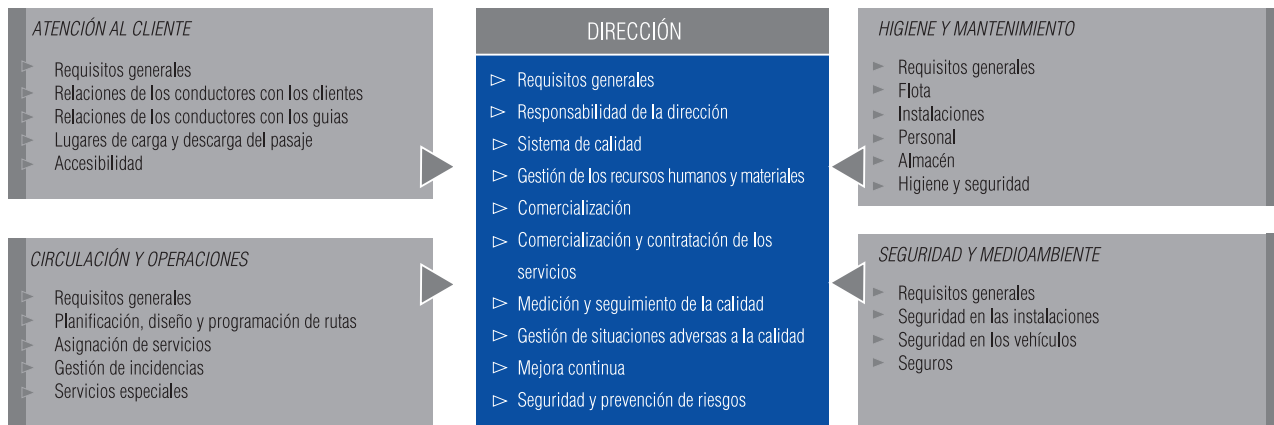 ATENCIÓN AL CLIENTE
Requisitos generales
Relaciones de los conductores con los clientes
Relaciones de los conductores con los guias
Lugares de carga y descarga del pasaje
Accesibilidad
CIRCULACIÓN Y OPERACIONES
Requisitos generales
Planificación, diseño y programación de rutas
Asignación de servicios
Gestión de incidencias
Servicios especiales
DIRECCIÓN
Requisitos generales
Responsabilidad de la dirección
Sistema de calidad
Gestión de los recursos humanos y materiales
Comercialización
Comercialización y contratación de los
servicios
Medición y seguimiento de la calidad
Gestión de situaciones adversas a la calidad
Mejora continua
Seguridad y prevención de riesgos
HIGIENE Y MANTENIMIENTO
Requisitos generales
Flota
Instalaciones
Personal
Almacén
Higiene y seguridad
SEGURIDAD Y MEDIOAMBIENTE
Requisitos generales
Seguridad en las instalaciones
Seguridad en los vehículos
Seguros